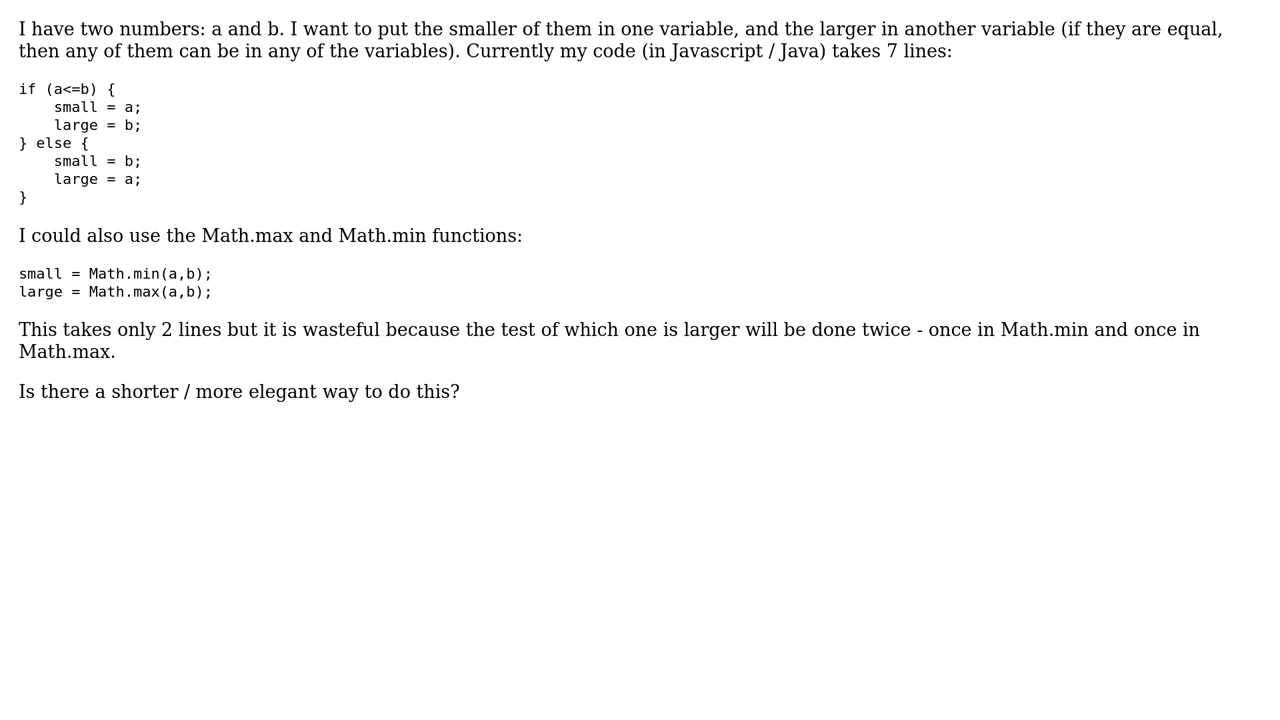 I have two numbers: a and b. I want to put the smaller of them in one variable, and the larger in another variable (if they are equal,
then any of them can be in any of the variables). Currently my code (in Javascript / Java) takes 7 lines:
if (a<=b) {
    small = a;
    large = b;
} else {
    small = b;
    large = a;
}
I could also use the Math.max and Math.min functions:
small = Math.min(a,b);
large = Math.max(a,b);
This takes only 2 lines but it is wasteful because the test of which one is larger will be done twice - once in Math.min and once in
Math.max.
Is there a shorter / more elegant way to do this?